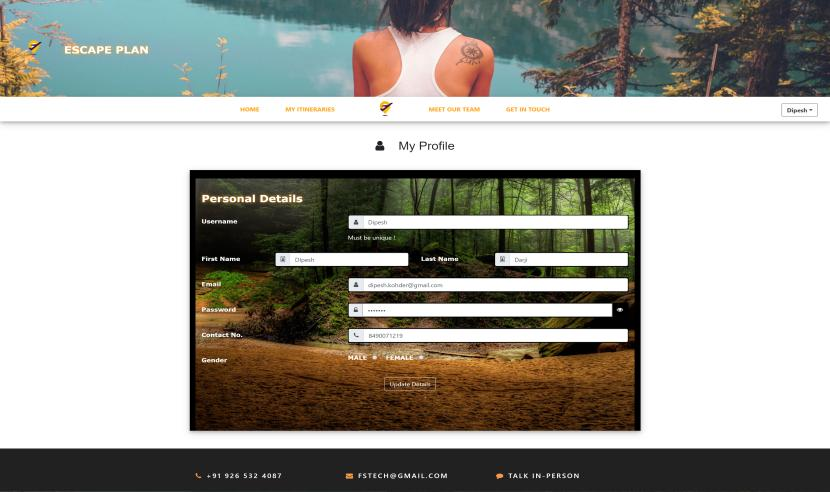 ESCAPE PLAN
HOME MY ITINERARIES MEET OUR TEAM GET IN TOUCH Dipesh
My Profile
Personal Details
Username Dipesh
Must be unique !
First Name Dipesh Last Name Darji
Email dipesh.kohder@gmail.com
Password •••••••
Contact No. 8490071219
Gender MALE FEMALE
Update Details
+91 926 532 4087 FSTECH@GMAIL.COM TALK IN-PERSON